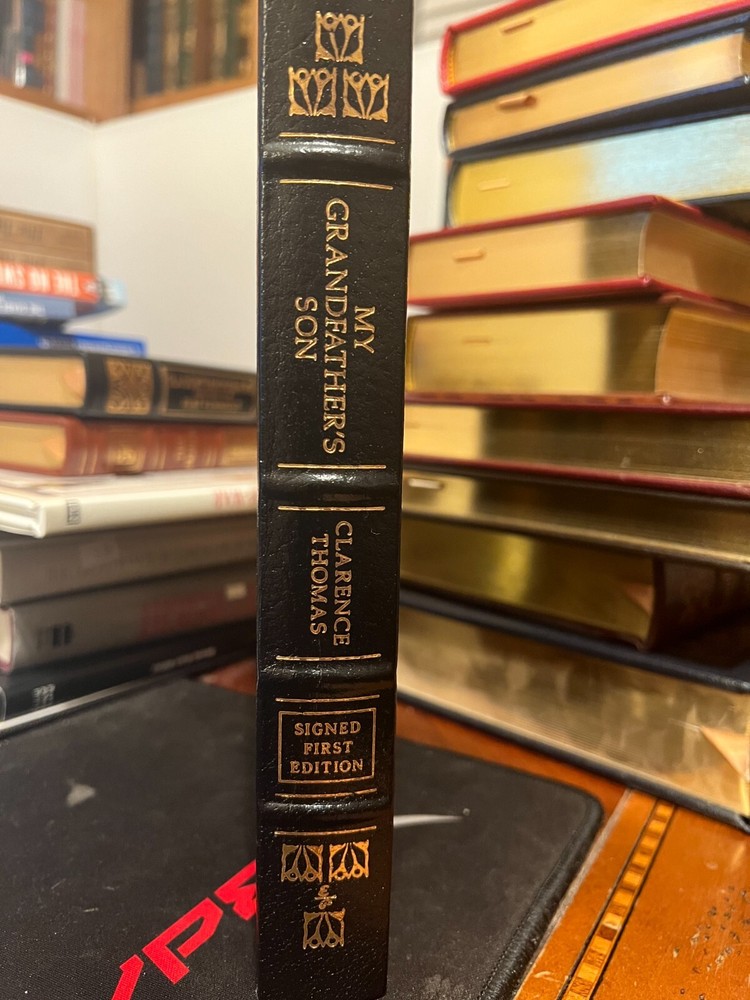 MY
GRANDFATHER'S
SON
CLARENCE
THOMAS
SIGNED
FIRST
EDITION